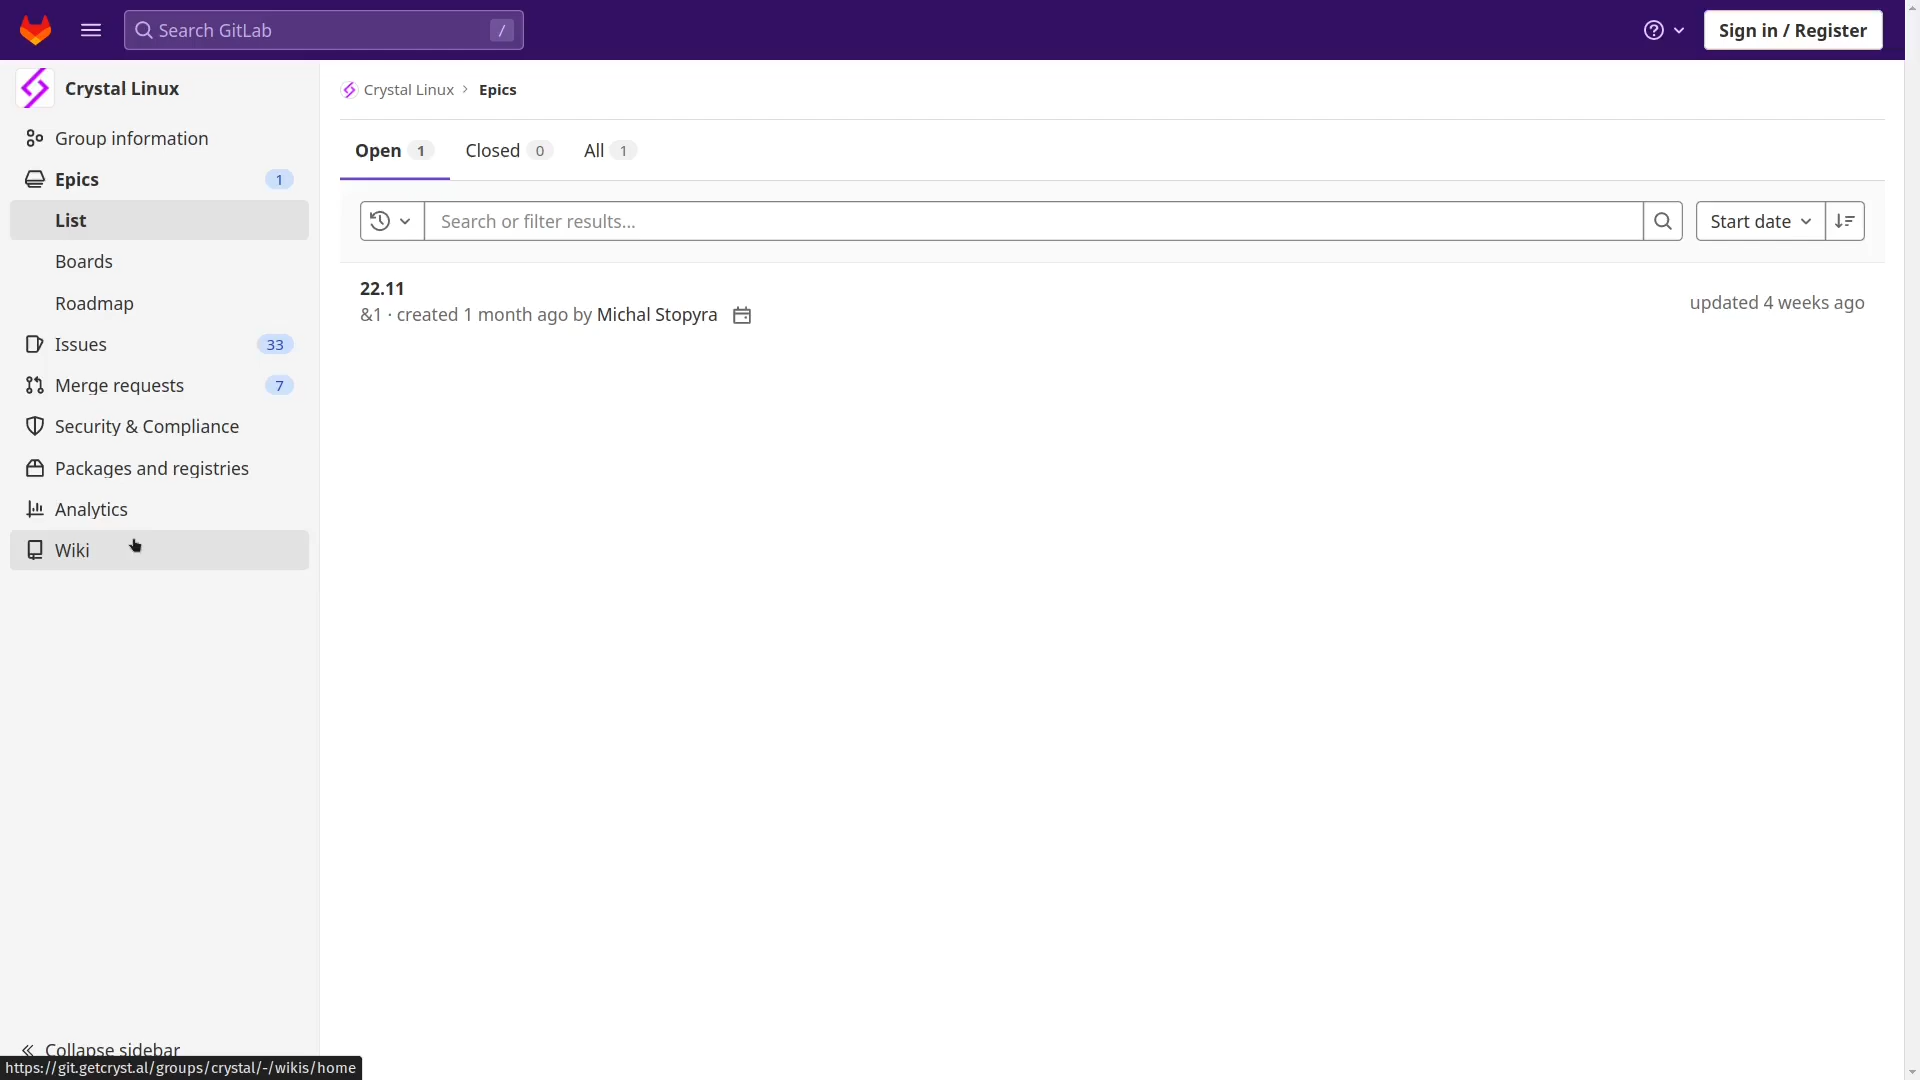 Search GitLab /
Sign in / Register
Crystal Linux
Group information
Epics 1
List
Boards
Roadmap
Issues 33
Merge requests 7
Security & Compliance
Packages and registries
Analytics
Wiki
Collapse sidebar
https://git.getcryst.al/groups/crystal/-/wikis/home
Crystal Linux › Epics
Open 1 Closed 0 All 1
Search or filter results...
Start date
22.11
&1 · created 1 month ago by Michal Stopyra
updated 4 weeks ago